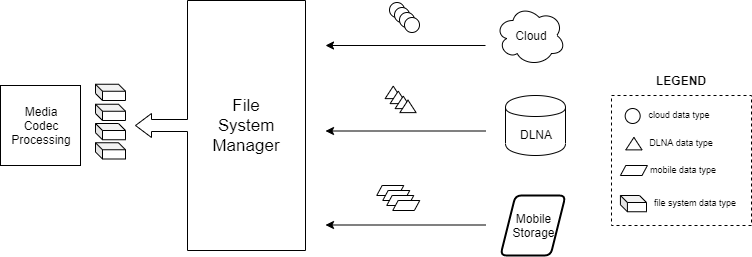 Media
Codec
Processing
File
System
Manager
Cloud
DLNA
Mobile
Storage
LEGEND
cloud data type
DLNA data type
mobile data type
file system data type